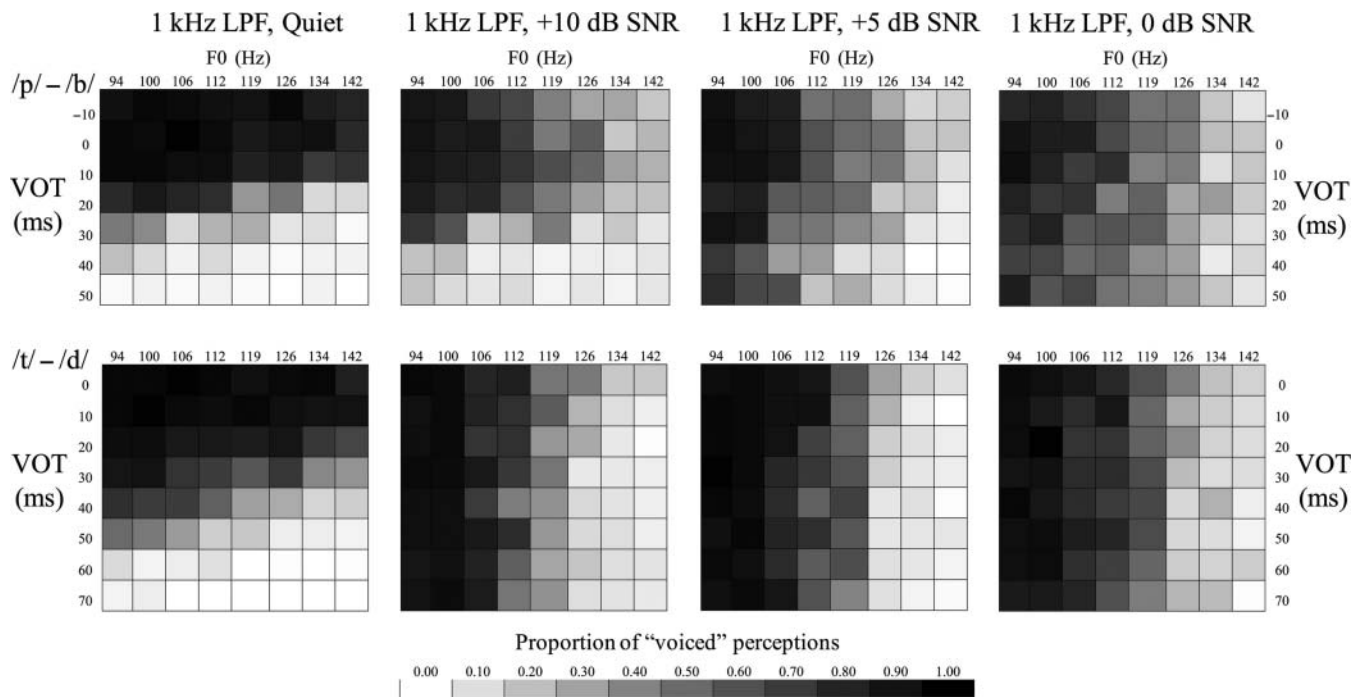 1 kHz LPF, Quiet 1 kHz LPF, +10 dB SNR 1 kHz LPF, +5 dB SNR 1 kHz LPF, 0 dB SNR
F0 (Hz) F0 (Hz) F0 (Hz) F0 (Hz)
/p/ – /b/ 94 100 106 112 119 126 134 142 94 100 106 112 119 126 134 142 94 100 106 112 119 126 134 142 94 100 106 112 119 126 134 142
−10 −10
0 0
10 10
VOT VOT
20 20
(ms) (ms)
30 30
40 40
50 50
/t/ – /d/ 94 100 106 112 119 126 134 142 94 100 106 112 119 126 134 142 94 100 106 112 119 126 134 142 94 100 106 112 119 126 134 142
0 0
10 10
20 20
VOT VOT
30 30
(ms) (ms)
40 40
50 50
60 60
70 70
Proportion of “voiced” perceptions
0.00 0.10 0.20 0.30 0.40 0.50 0.60 0.70 0.80 0.90 1.00